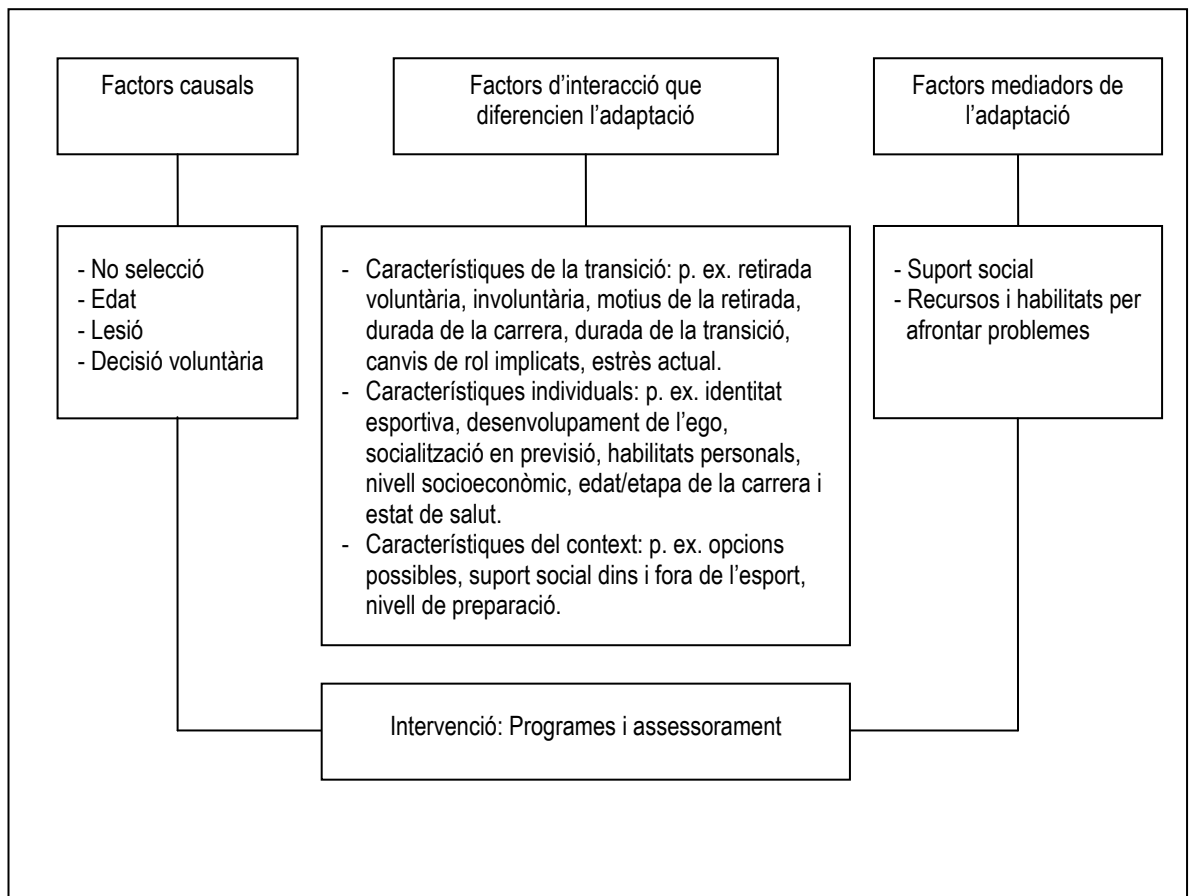 Factors causals
Factors d’interacció que
diferencien l’adaptació
Factors mediadors de
l’adaptació
- No selecció
- Edat
- Lesió
- Decisió voluntària
- Característiques de la transició: p. ex. retirada
voluntària, involuntària, motius de la retirada,
durada de la carrera, durada de la transició,
canvis de rol implicats, estrès actual.
- Característiques individuals: p. ex. identitat
esportiva, desenvolupament de l’ego,
socialització en previsió, habilitats personals,
nivell socioeconòmic, edat/etapa de la carrera i
estat de salut.
- Característiques del context: p. ex. opcions
possibles, suport social dins i fora de l’esport,
nivell de preparació.
- Suport social
- Recursos i habilitats per
afrontar problemes
Intervenció: Programes i assessorament